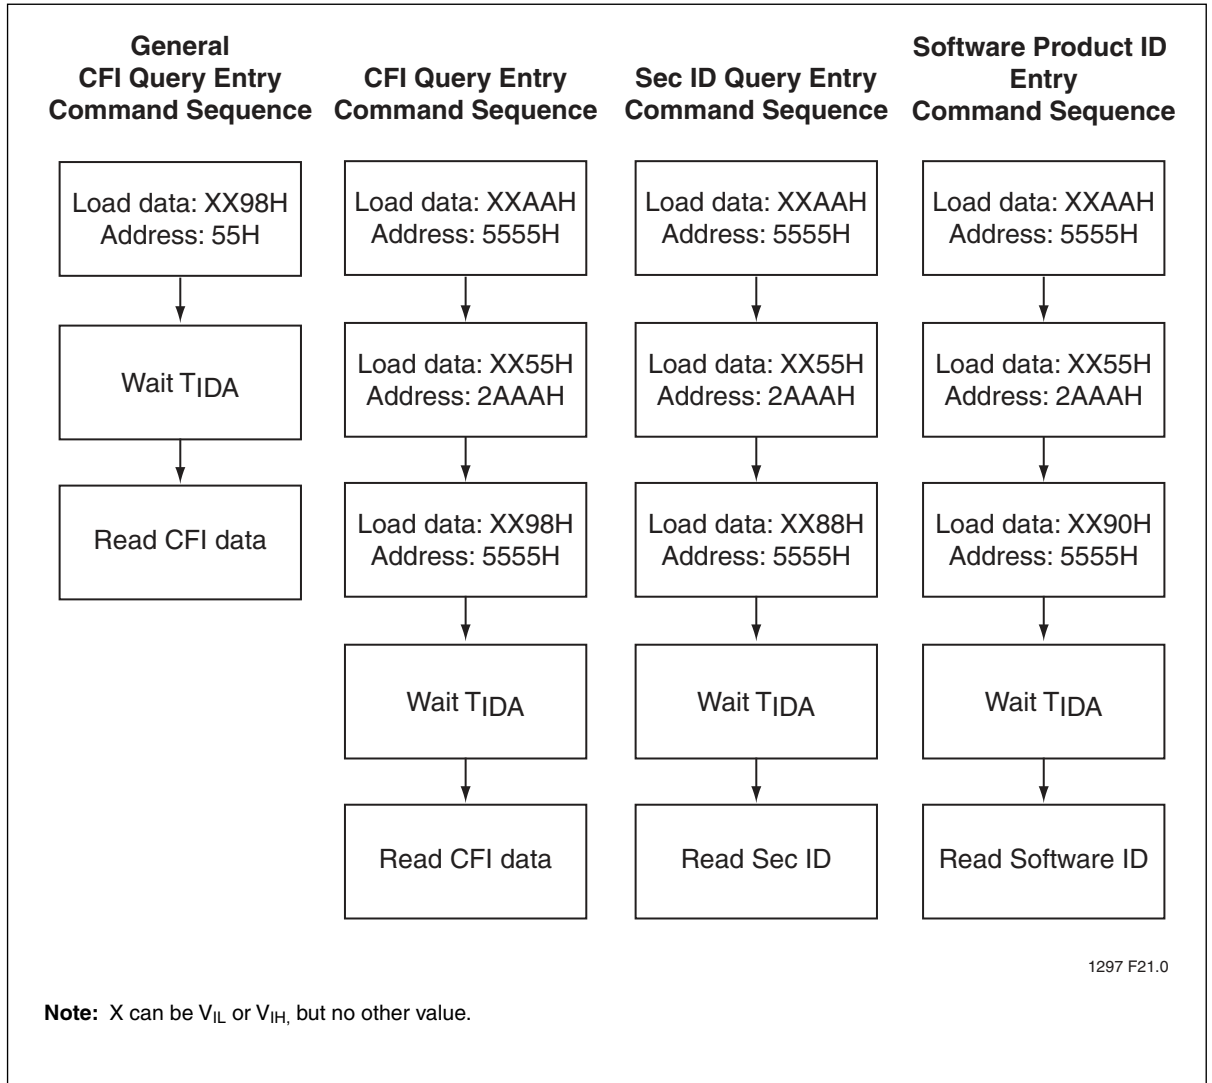 General
CFI Query Entry
Command Sequence
Load data: XX98H
Address: 55H
Wait TIDA
Read CFI data
CFI Query Entry
Command Sequence
Load data: XXAAH
Address: 5555H
Load data: XX55H
Address: 2AAAH
Load data: XX98H
Address: 5555H
Wait TIDA
Read CFI data
Sec ID Query Entry
Command Sequence
Load data: XXAAH
Address: 5555H
Load data: XX55H
Address: 2AAAH
Load data: XX88H
Address: 5555H
Wait TIDA
Read Sec ID
Software Product ID
Entry
Command Sequence
Load data: XXAAH
Address: 5555H
Load data: XX55H
Address: 2AAAH
Load data: XX90H
Address: 5555H
Wait TIDA
Read Software ID
1297 F21.0
Note: X can be VIL or VIH, but no other value.